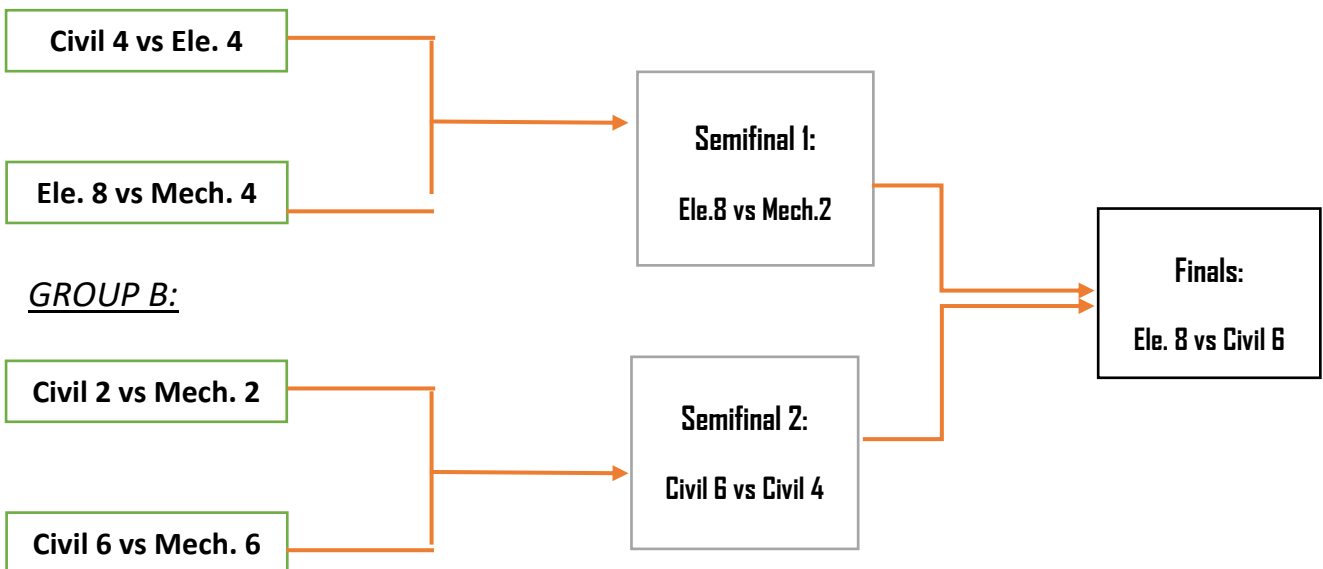 Civil 4 vs Ele. 4
Ele. 8 vs Mech. 4
Semifinal 1:
Ele.8 vs Mech.2
GROUP B:
Civil 2 vs Mech. 2
Civil 6 vs Mech. 6
Semifinal 2:
Civil 6 vs Civil 4
Finals:
Ele. 8 vs Civil 6